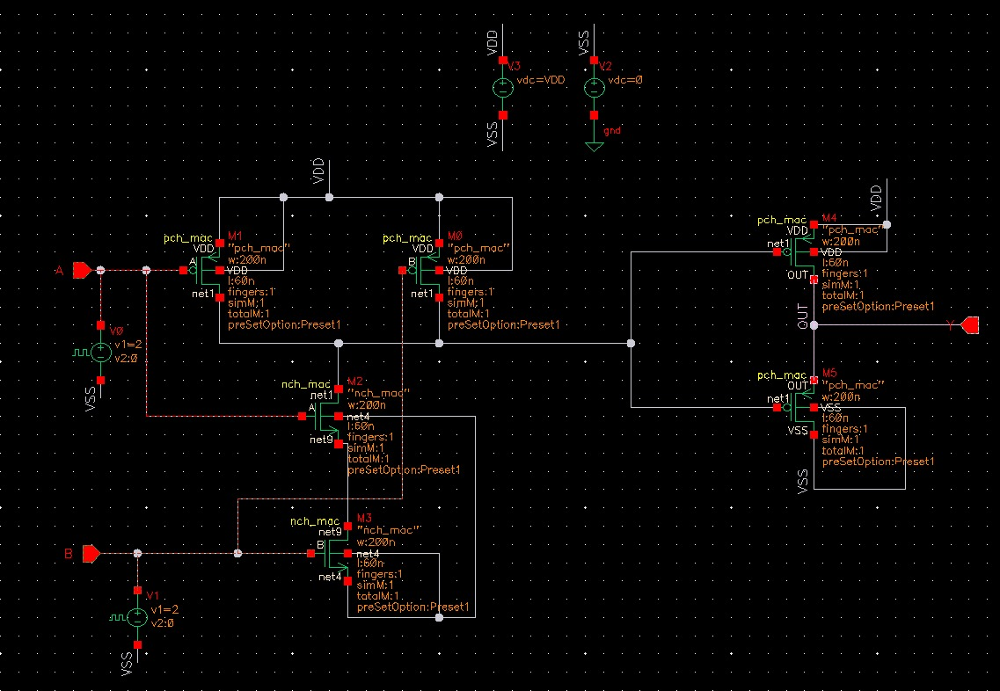 VDD
V3
vdc=VDD
VSS
VSS
V2
vdc=0
gnd
VDD
pch_mac
M1
VDD
"pch_mac"
w:200n
A
VDD
l:60n
fingers:1
net1
simM:1
totalM:1
preSetOption:Preset1
pch_mac
M0
VDD
"pch_mac"
w:200n
B
VDD
l:60n
fingers:1
net1
simM:1
totalM:1
preSetOption:Preset1
VDD
pch_mac
M4
VDD
"pch_mac"
net1
w:200n
VDD
l:60n
OUT
fingers:1
simM:1
totalM:1
preSetOption:Preset1
A
V0
v1=2
v2:0
VSS
OUT
Y
nch_mac
M2
net1
"nch_mac"
A
w:200n
net4
l:60n
net9
fingers:1
simM:1
totalM:1
preSetOption:Preset1
pch_mac
M5
OUT
"pch_mac"
net1
w:200n
VSS
l:60n
VSS
fingers:1
simM:1
totalM:1
preSetOption:Preset1
VSS
nch_mac
M3
net9
"nch_mac"
B
w:200n
net4
l:60n
net4
fingers:1
simM:1
totalM:1
preSetOption:Preset1
B
V1
v1=2
v2:0
VSS